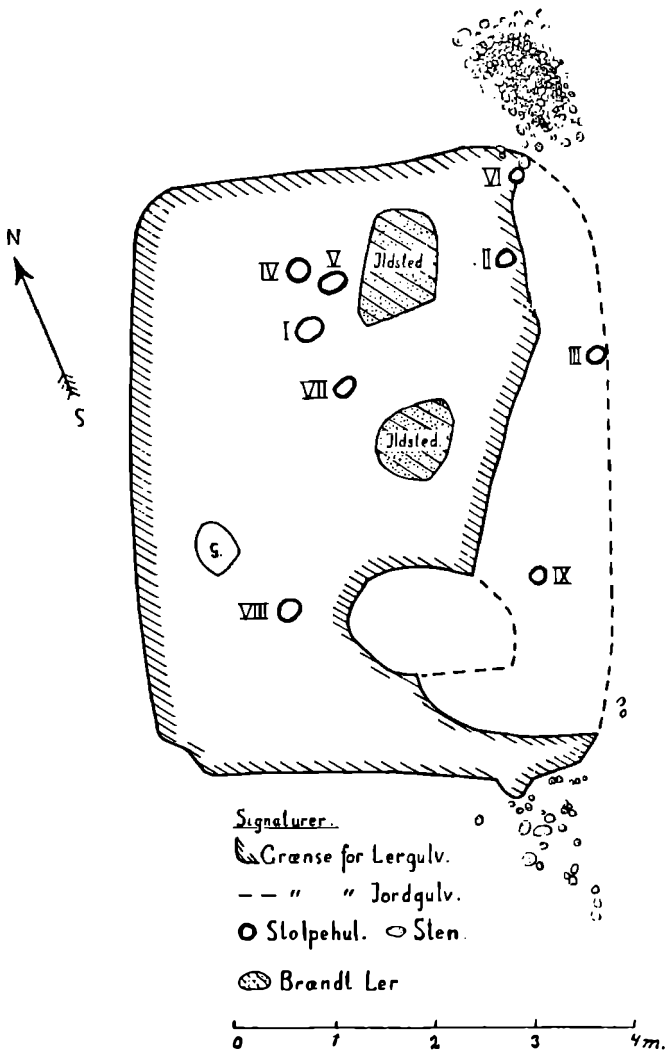 VI
N
IV
V
Ildsted
II
I
III
VII
S
Ildsted.
G.
IX
VIII
Signaturer.
Grænse for Lergulv.
" " Jordgulv.
Stolpehul. Sten
Brændt Ler
0 1 2 3 4 m.